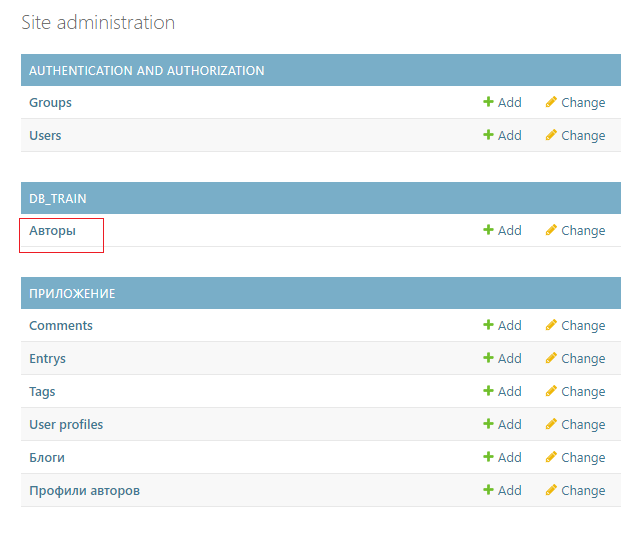 Site administration
AUTHENTICATION AND AUTHORIZATION
Groups Add Change
Users Add Change
DB_TRAIN
Авторы Add Change
ПРИЛОЖЕНИЕ
Comments Add Change
Entrys Add Change
Tags Add Change
User profiles Add Change
Блоги Add Change
Профили авторов Add Change